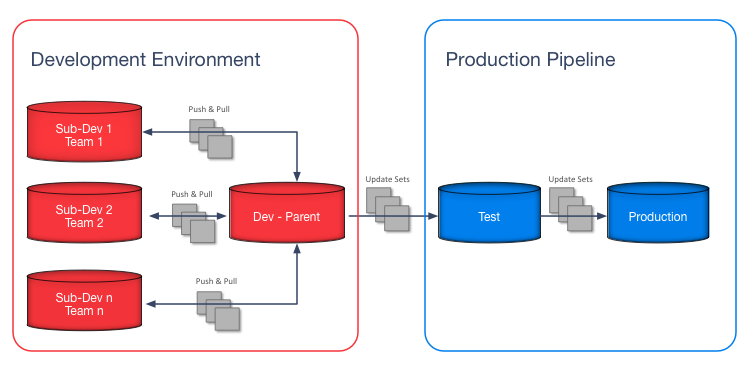 Development Environment
Production Pipeline
Push & Pull
Sub-Dev 1
Team 1
Update Sets
Update Sets
Push & Pull
Sub-Dev 2
Team 2
Dev - Parent
Test
Production
Push & Pull
Sub-Dev n
Team n